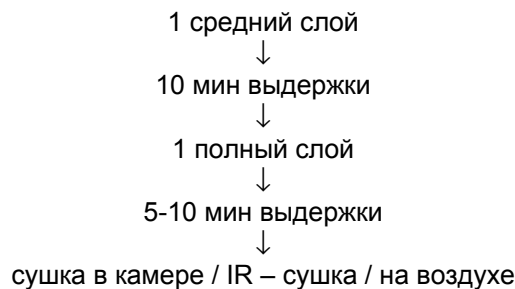 1 средний слой
↓
10 мин выдержки
↓
1 полный слой
↓
5-10 мин выдержки
↓
сушка в камере / IR – сушка / на воздухе